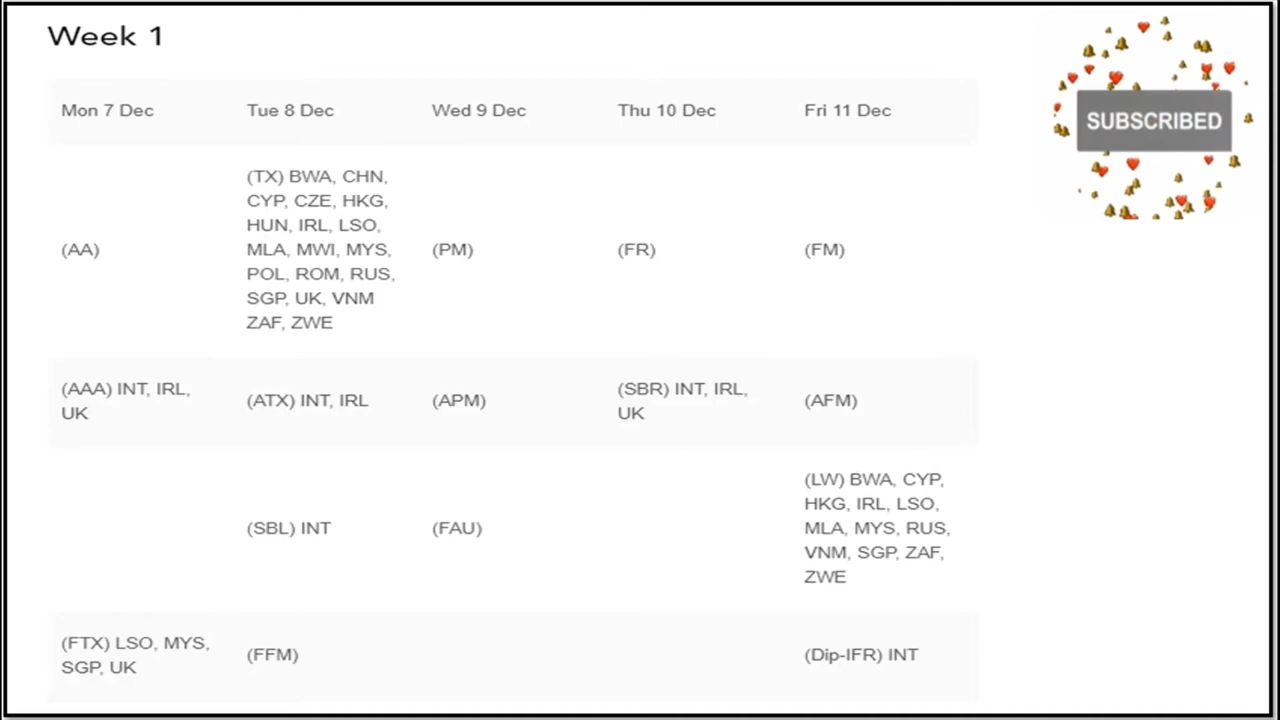 Week 1
SUBSCRIBED
Mon 7 Dec
Tue 8 Dec
Wed 9 Dec
Thu 10 Dec
Fri 11 Dec
(AA)
(TX) BWA, CHN,
CYP, CZE, HKG,
HUN, IRL, LSO,
MLA, MWI, MYS,
POL, ROM, RUS,
SGP, UK, VNM
ZAF, ZWE
(PM)
(FR)
(FM)
(AAA) INT, IRL,
UK
(ATX) INT, IRL
(APM)
(SBR) INT, IRL,
UK
(AFM)
(SBL) INT
(FAU)
(LW) BWA, CYP,
HKG, IRL, LSO,
MLA, MYS, RUS,
VNM, SGP, ZAF,
ZWE
(FTX) LSO, MYS,
SGP, UK
(FFM)
(Dip-IFR) INT